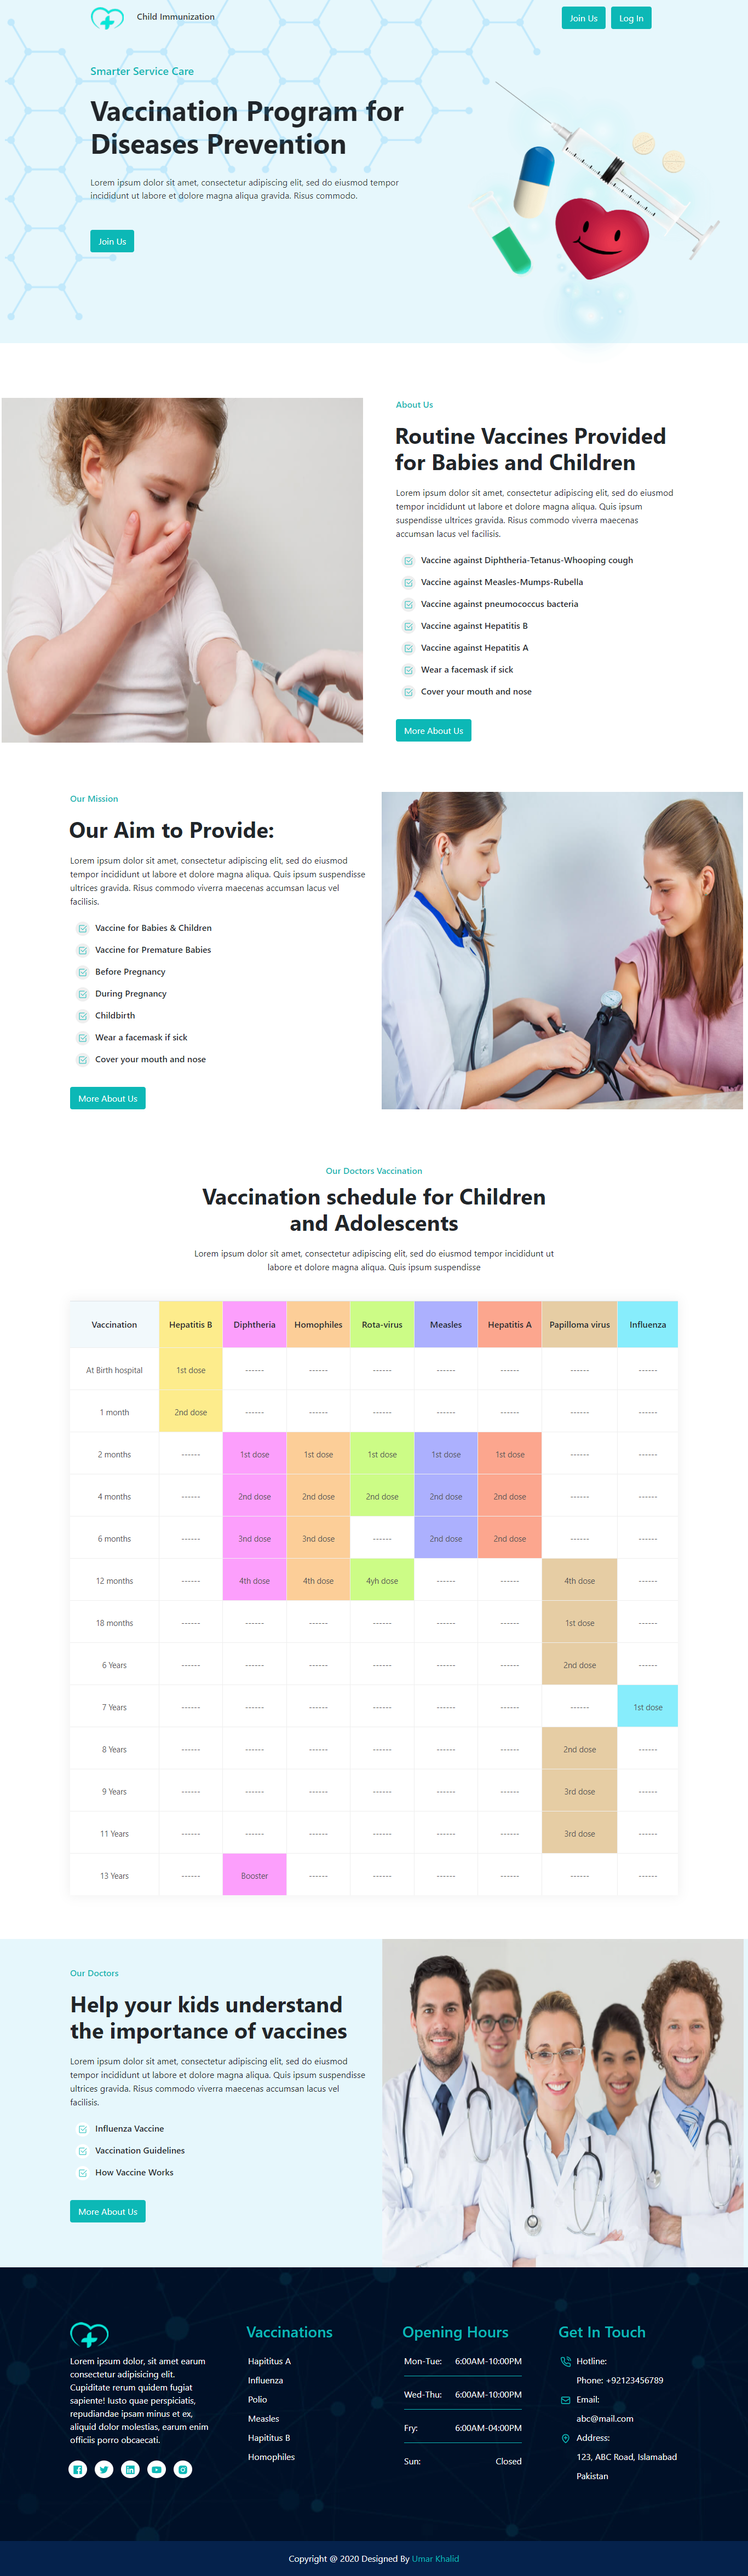 Child Immunization
Join Us
Log In
Smarter Service Care
Vaccination Program for
Diseases Prevention
Lorem ipsum dolor sit amet, consectetur adipiscing elit, sed do eiusmod tempor
incididunt ut labore et dolore magna aliqua gravida. Risus commodo.
Join Us
About Us
Routine Vaccines Provided
for Babies and Children
Lorem ipsum dolor sit amet, consectetur adipiscing elit, sed do eiusmod
tempor incididunt ut labore et dolore magna aliqua. Quis ipsum
suspendisse ultrices gravida. Risus commodo viverra maecenas
accumsan lacus vel facilisis.
Vaccine against Diphtheria-Tetanus-Whooping cough
Vaccine against Measles-Mumps-Rubella
Vaccine against pneumococcus bacteria
Vaccine against Hepatitis B
Vaccine against Hepatitis A
Wear a facemask if sick
Cover your mouth and nose
More About Us
Our Mission
Our Aim to Provide:
Lorem ipsum dolor sit amet, consectetur adipiscing elit, sed do eiusmod
tempor incididunt ut labore et dolore magna aliqua. Quis ipsum suspendisse
ultrices gravida. Risus commodo viverra maecenas accumsan lacus vel
facilisis.
Vaccine for Babies & Children
Vaccine for Premature Babies
Before Pregnancy
During Pregnancy
Childbirth
Wear a facemask if sick
Cover your mouth and nose
More About Us
Our Doctors Vaccination
Vaccination schedule for Children
and Adolescents
Lorem ipsum dolor sit amet, consectetur adipiscing elit, sed do eiusmod tempor incididunt ut
labore et dolore magna aliqua. Quis ipsum suspendisse
Vaccination Hepatitis B Diphtheria Homophiles Rota-virus Measles Hepatitis A Papilloma virus Influenza
At Birth hospital 1st dose ------ ------ ------ ------ ------ ------ ------
1 month 2nd dose ------ ------ ------ ------ ------ ------ ------
2 months ------ 1st dose 1st dose 1st dose 1st dose 1st dose ------ ------
4 months ------ 2nd dose 2nd dose 2nd dose 2nd dose 2nd dose ------ ------
6 months ------ 3nd dose 3nd dose ------ 2nd dose 2nd dose ------ ------
12 months ------ 4th dose 4th dose 4yh dose ------ ------ 4th dose ------
18 months ------ ------ ------ ------ ------ ------ 1st dose ------
6 Years ------ ------ ------ ------ ------ ------ 2nd dose ------
7 Years ------ ------ ------ ------ ------ ------ ------ 1st dose
8 Years ------ ------ ------ ------ ------ ------ 2nd dose ------
9 Years ------ ------ ------ ------ ------ ------ 3rd dose ------
11 Years ------ ------ ------ ------ ------ ------ 3rd dose ------
13 Years ------ Booster ------ ------ ------ ------ ------ ------
Our Doctors
Help your kids understand
the importance of vaccines
Lorem ipsum dolor sit amet, consectetur adipiscing elit, sed do eiusmod
tempor incididunt ut labore et dolore magna aliqua. Quis ipsum suspendisse
ultrices gravida. Risus commodo viverra maecenas accumsan lacus vel
facilisis.
Influenza Vaccine
Vaccination Guidelines
How Vaccine Works
More About Us
Lorem ipsum dolor, sit amet earum
consectetur adipisicing elit.
Cupiditate rerum quidem fugiat
sapiente! Iusto quae perspiciatis,
repudiandae ipsam minus et ex,
aliquid dolor molestias, earum enim
officiis porro obcaecati.
Vaccinations
Hapititus A
Influenza
Polio
Measles
Hapititus B
Homophiles
Opening Hours
Mon-Tue: 6:00AM-10:00PM
Wed-Thu: 6:00AM-10:00PM
Fry: 6:00AM-04:00PM
Sun: Closed
Get In Touch
Hotline:
Phone: +92123456789
Email:
abc@mail.com
Address:
123, ABC Road, Islamabad
Pakistan
Copyright @ 2020 Designed By Umar Khalid